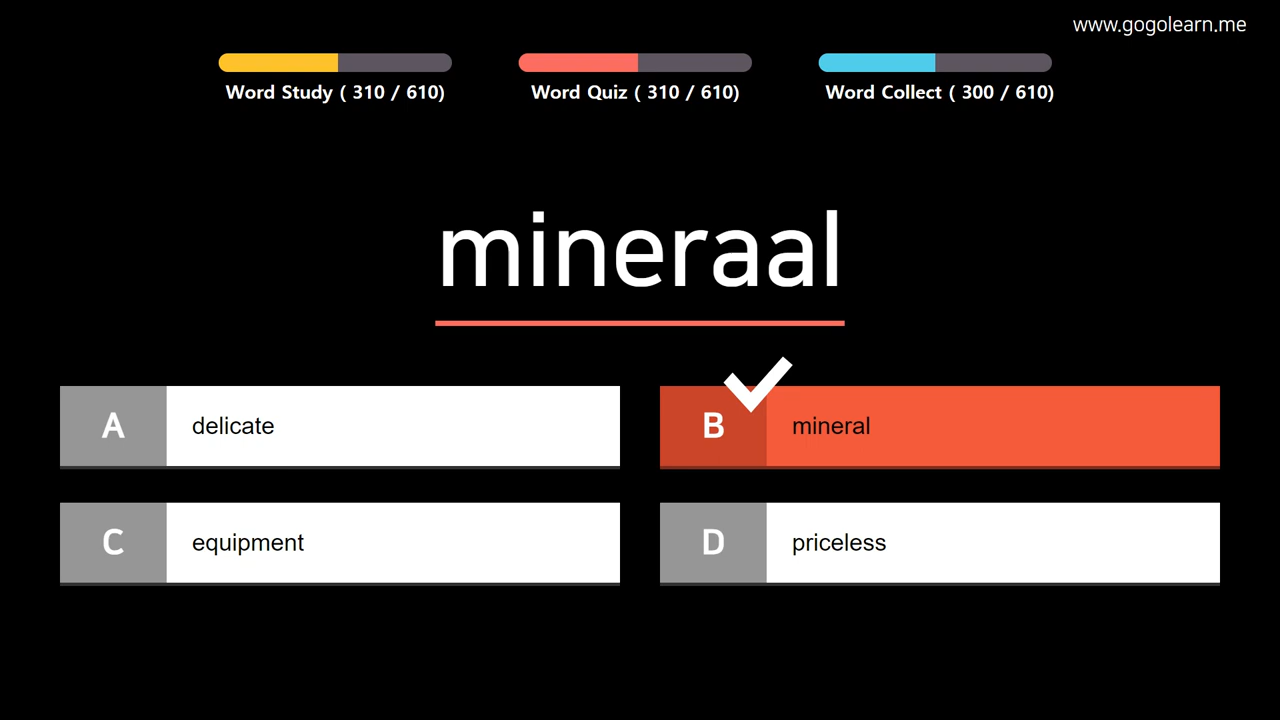 www.gogolearn.me
Word Study ( 310 / 610)
Word Quiz ( 310 / 610)
Word Collect ( 300 / 610)
mineraal
A delicate
B mineral
C equipment
D priceless